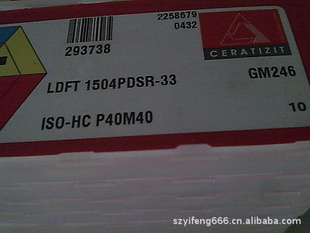 293738
2258679
0432
CERATIZIT
LDFT 1504PDSR-33
GM246
ISO-HC P40M40
10
szyifeng666.cn.alibaba.com